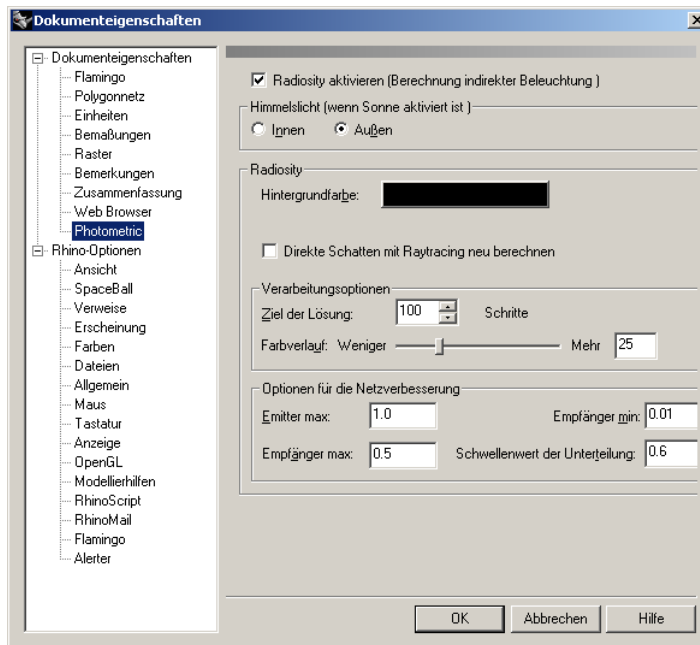 Dokumenteigenschaften
Dokumenteigenschaften
Flamingo
Polygonnetz
Einheiten
Bemaßungen
Raster
Bemerkungen
Zusammenfassung
Web Browser
Photometric
Rhino-Optionen
Ansicht
SpaceBall
Verweise
Erscheinung
Farben
Dateien
Allgemein
Maus
Tastatur
Anzeige
OpenGL
Modellierhilfen
RhinoScript
RhinoMail
Flamingo
Alerter
Radiosity aktivieren (Berechnung indirekter Beleuchtung )
Himmelslicht (wenn Sonne aktiviert ist )
Innen Außen
Radiosity
Hintergrundfarbe:
Direkte Schatten mit Raytracing neu berechnen
Verarbeitungsoptionen
Ziel der Lösung: 100 Schritte
Farbverlauf: Weniger Mehr 25
Optionen für die Netzverbesserung
Emitter max: 1.0 Empfänger min: 0.01
Empfänger max: 0.5 Schwellenwert der Unterteilung: 0.6
OK Abbrechen Hilfe